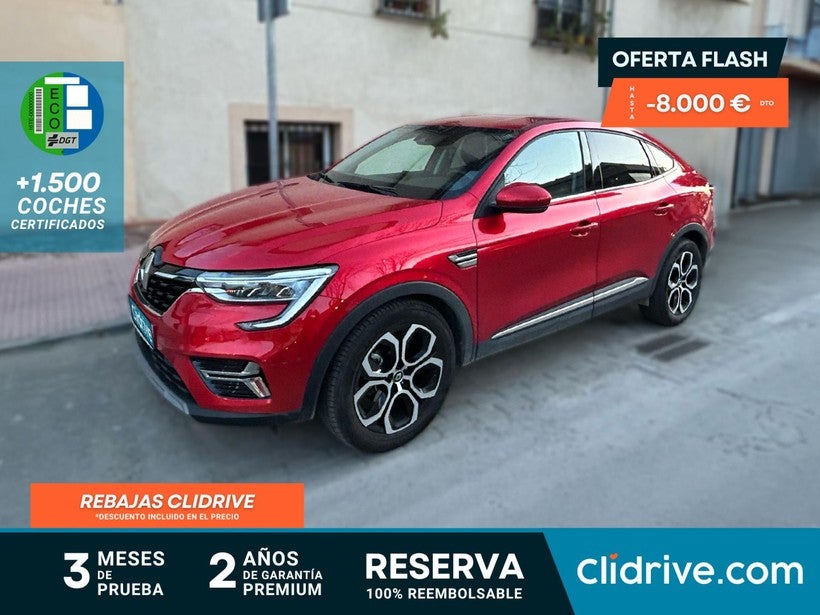 ECO
DGT
+1.500
COCHES
CERTIFICADOS
OFERTA FLASH
HASTA
-8.000 €
DTO
REBAJAS CLIDRIVE
*DESCUENTO INCLUIDO EN EL PRECIO
3 MESES
DE
PRUEBA
2 AÑOS
DE GARANTÍA
PREMIUM
RESERVA
100% REEMBOLSABLE
Clidrive.com